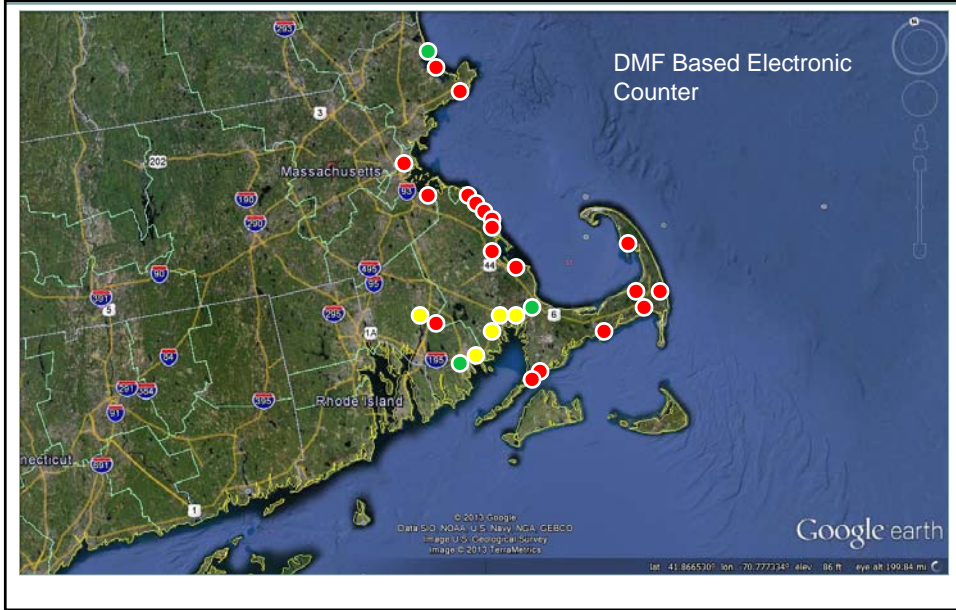 DMF Based Electronic
Counter
N
293
3
202
Massachusetts
93
190
290
44
495
95
90
391
5
295
6
1A
84
195
291
384
395
91
Rhode Island
necticut
691
1
© 2013 Google
Data SIO, NOAA, U.S. Navy, NGA, GEBCO
Image U.S. Geological Survey
Image © 2013 TerraMetrics
Google earth
lat 41.866530° lon -70.777334° elev 86 ft eye alt 199.84 mi